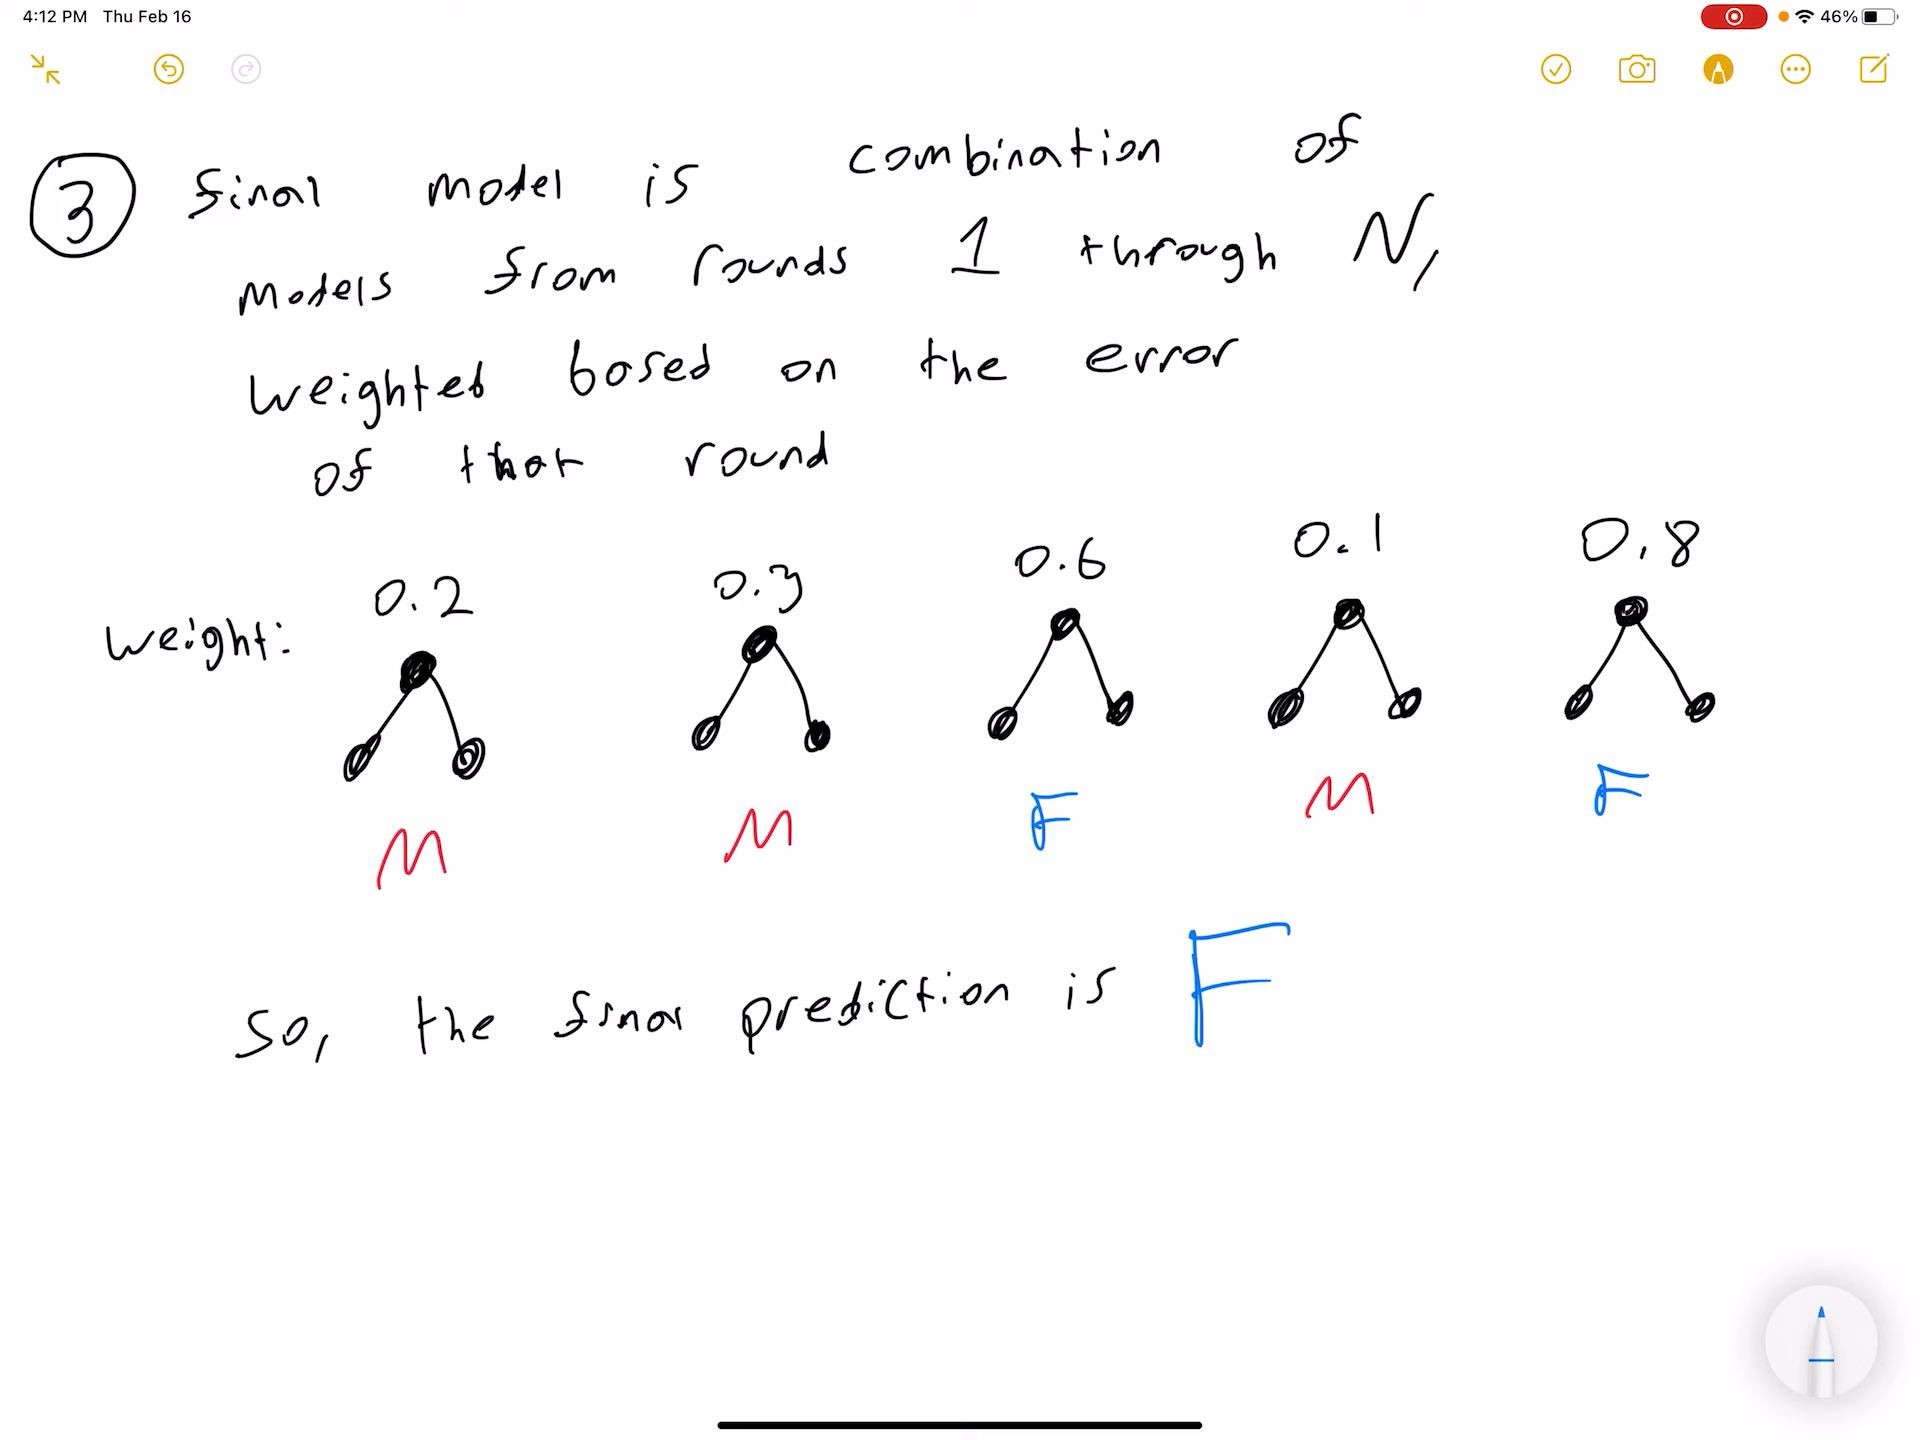 4:12 PM Thu Feb 16
46%
3 final model is combination of
models from rounds 1 through N,
weighted based on the error
of that round
weight: 0.2 0.3 0.6 0.1 0.8
M M F M F
so, the final prediction is F